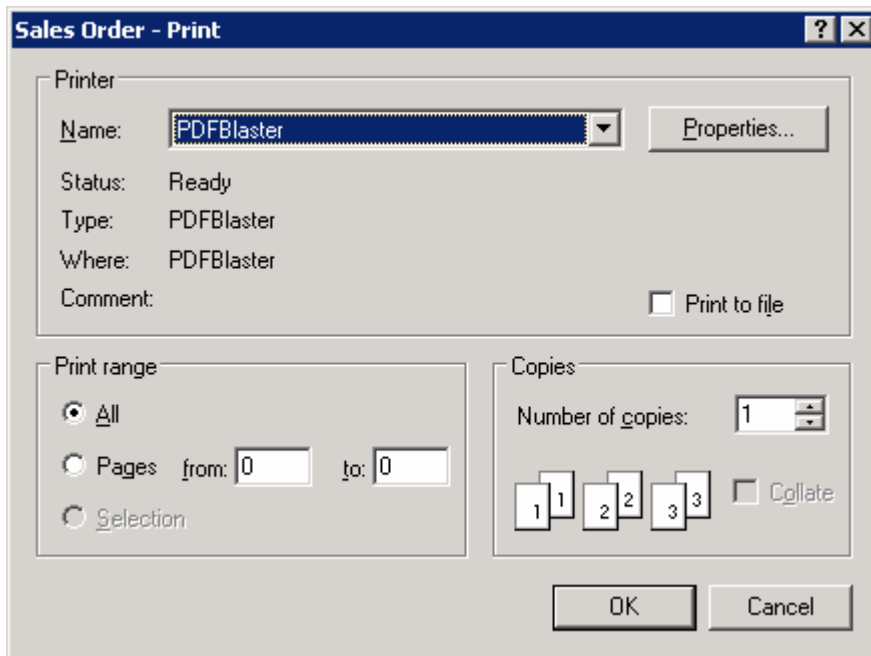 Sales Order - Print
Printer
Name: PDFBlaster Properties...
Status: Ready
Type: PDFBlaster
Where: PDFBlaster
Comment: Print to file
Print range
All
Pages from: 0 to: 0
Selection
Copies
Number of copies: 1
1 1 2 2 3 3 Collate
OK Cancel